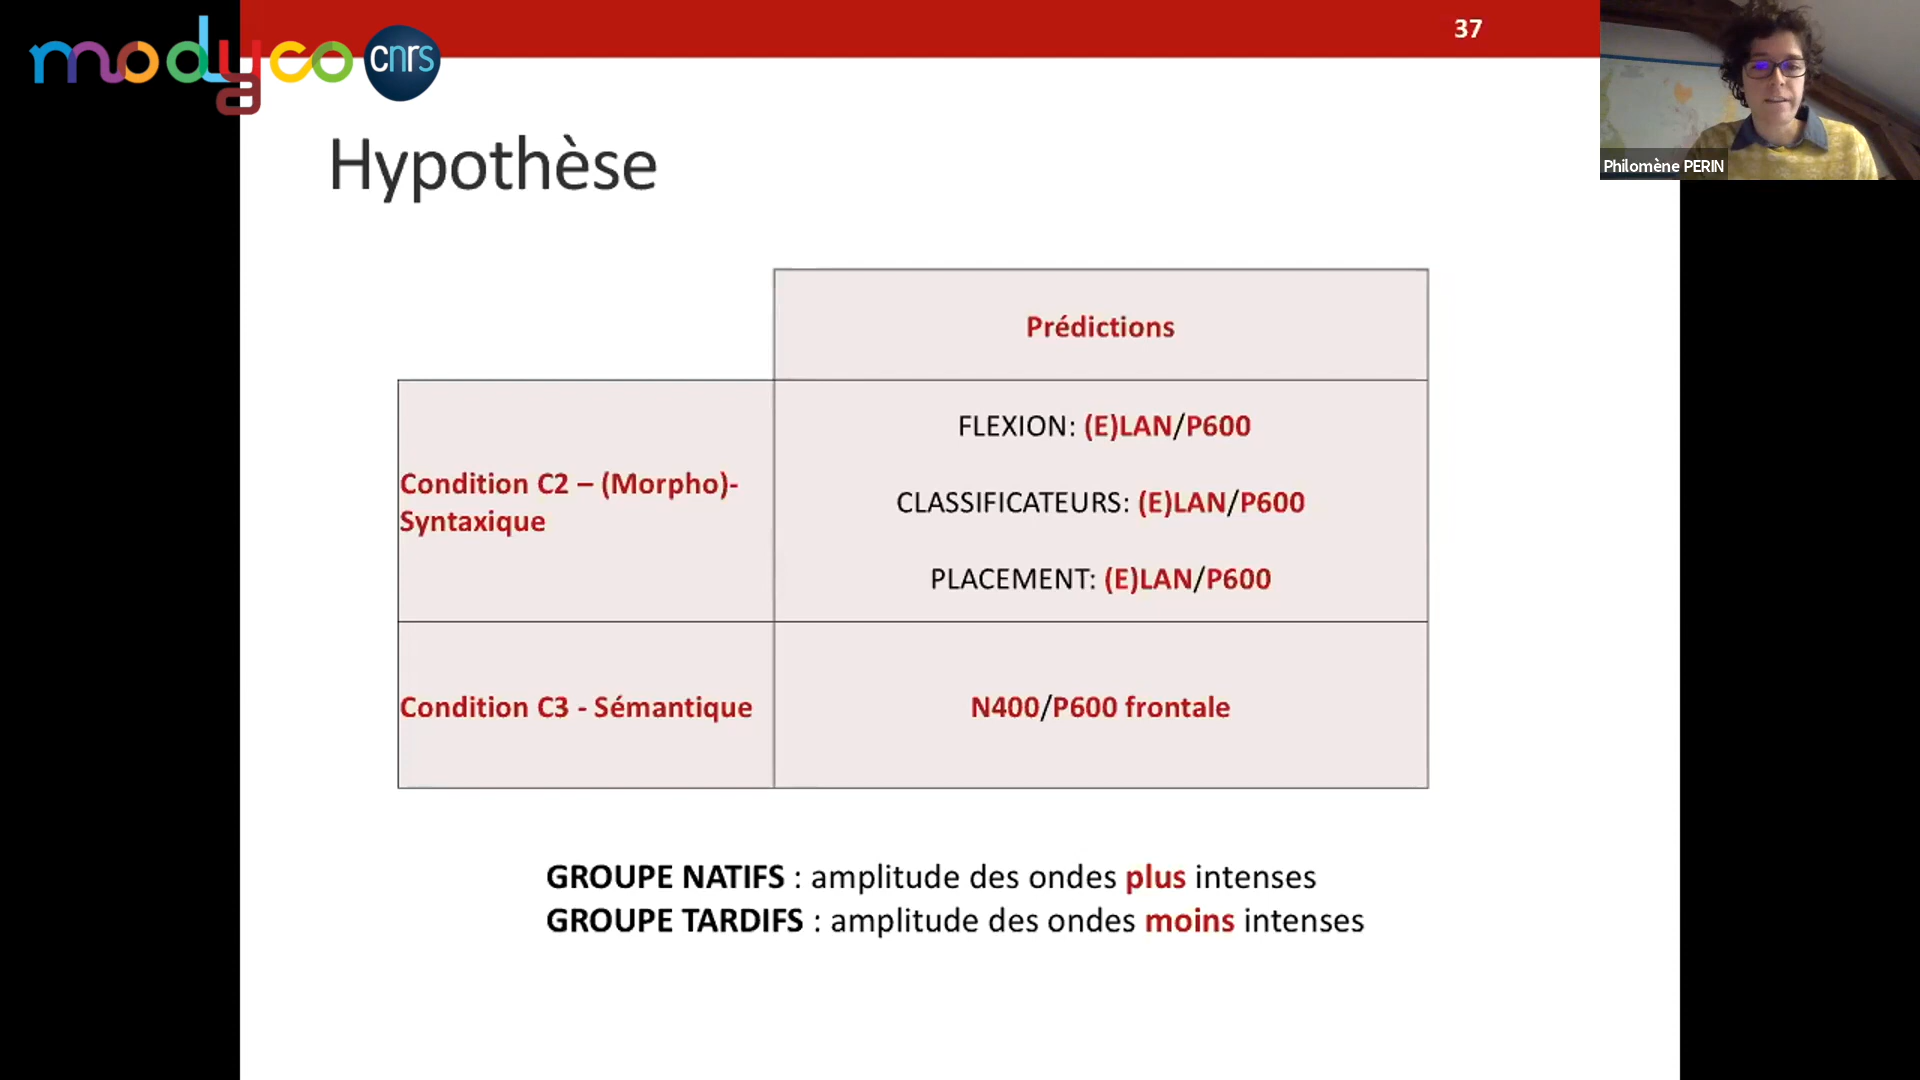 modyco cnrs
37
Philomène PERIN
Hypothèse
Prédictions
Condition C2 – (Morpho)-
Syntaxique
FLEXION: (E)LAN/P600
CLASSIFICATEURS: (E)LAN/P600
PLACEMENT: (E)LAN/P600
Condition C3 - Sémantique
N400/P600 frontale
GROUPE NATIFS : amplitude des ondes plus intenses
GROUPE TARDIFS : amplitude des ondes moins intenses